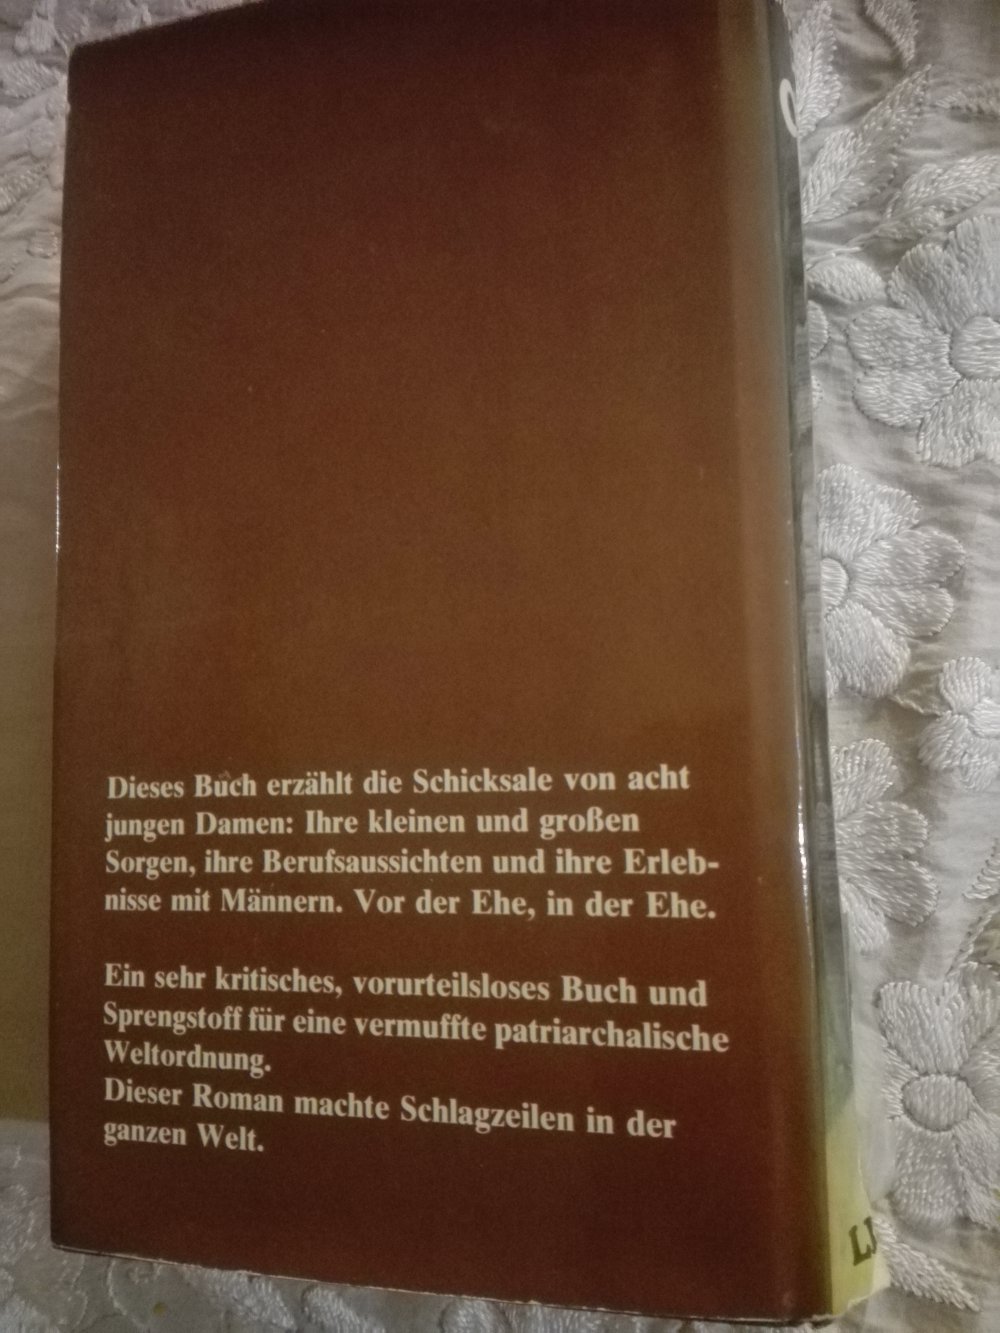 Dieses Buch erzählt die Schicksale von acht
jungen Damen: Ihre kleinen und großen
Sorgen, ihre Berufsaussichten und ihre Erleb-
nisse mit Männern. Vor der Ehe, in der Ehe.
Ein sehr kritisches, vorurteilsloses Buch und
Sprengstoff für eine vermuffte patriarchalische
Weltordnung.
Dieser Roman machte Schlagzeilen in der
ganzen Welt.